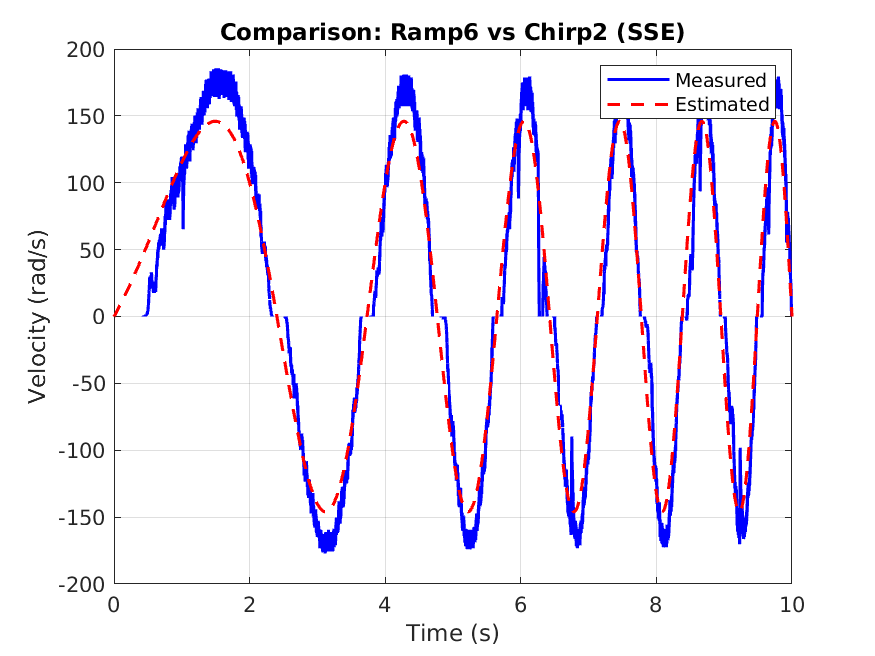 Comparison: Ramp6 vs Chirp2 (SSE)
Measured
Estimated
200
150
100
50
0
-50
-100
-150
-200
Velocity (rad/s)
0 2 4 6 8 10
Time (s)